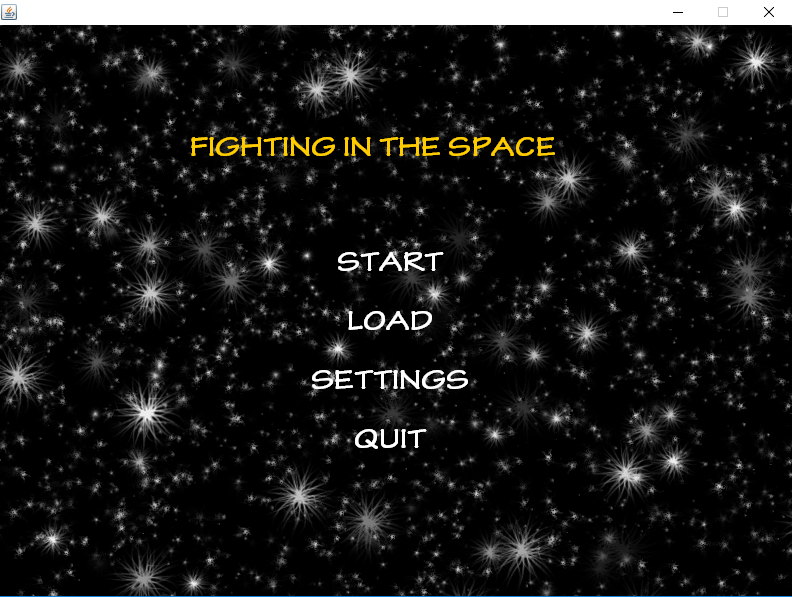 FIGHTING IN THE SPACE
START
LOAD
SETTINGS
QUIT